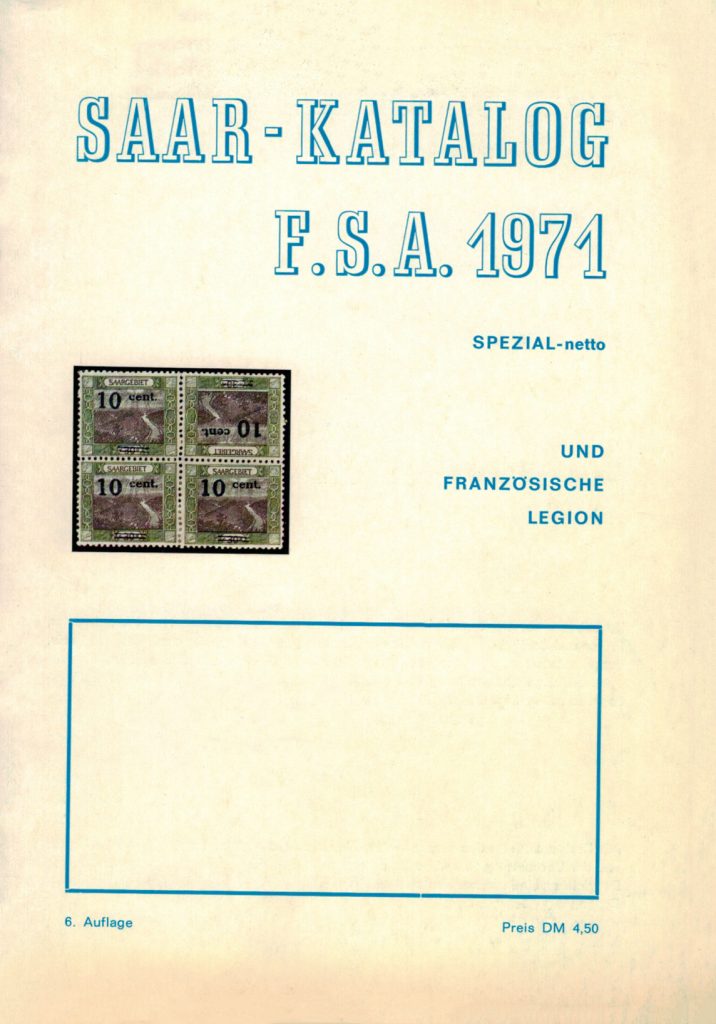 SAAR-KATALOG
F.S.A. 1971
SPEZIAL-netto
SAARGEBIET
10 cent.
SAARGEBIET
10 cent.
SAARGEBIET
10 cent.
SAARGEBIET
10 cent.
UND
FRANZÖSISCHE
LEGION
6. Auflage
Preis DM 4,50